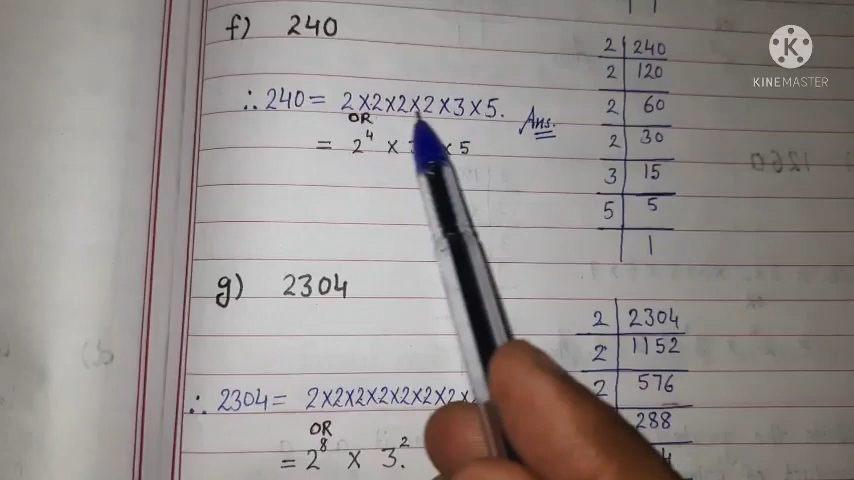 f) 240
∴ 240 = 2×2×2×2×3×5. Ans.
OR
= 2⁴ × × 5
2 | 240
2 | 120
2 | 60
2 | 30
3 | 15
5 | 5
| 1
K
KINEMASTER
1260
g) 2304
∴ 2304 = 2×2×2×2×2×2×2×
OR
= 2⁸ × 3².
2 | 2304
2 | 1152
2 | 576
288
4